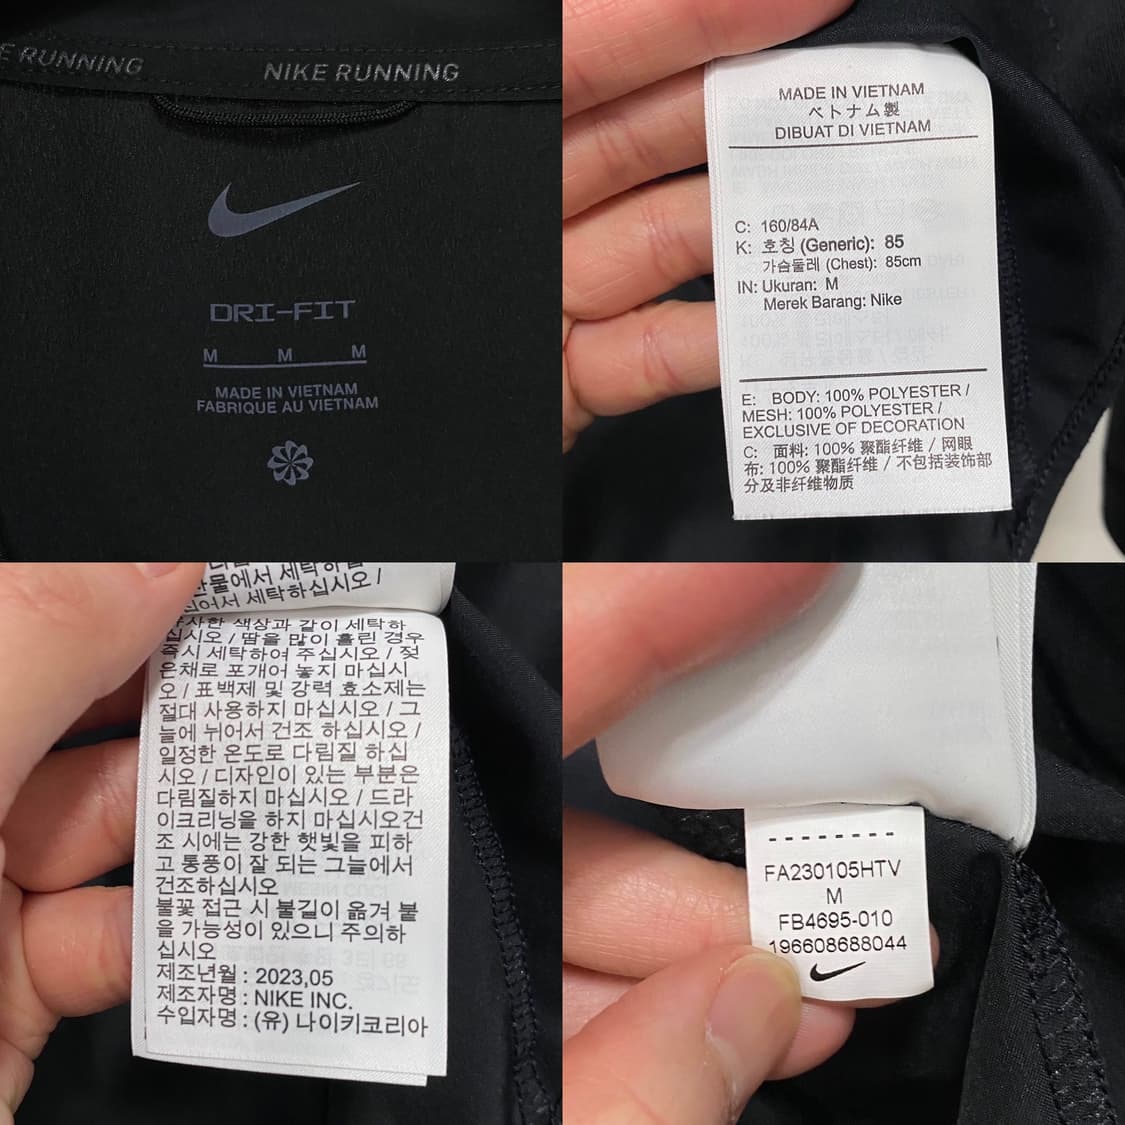 E RUNNING
NIKE RUNNING
DRI-FIT
M M M
MADE IN VIETNAM
FABRIQUE AU VIETNAM
MADE IN VIETNAM
ベトナム製
DIBUAT DI VIETNAM
C: 160/84A
K: 호칭 (Generic): 85
가슴둘레 (Chest): 85cm
IN: Ukuran: M
Merek Barang: Nike
E: BODY: 100% POLYESTER /
MESH: 100% POLYESTER /
EXCLUSIVE OF DECORATION
C: 面料: 100% 聚酯纤维 / 网眼
布: 100% 聚酯纤维 / 不包括装饰部
分及非纤维物质
물에서 세탁하십시오 /
세탁하십시오 /
색상과 같이 세탁하
십시오 / 땀을 많이 흘린 경우
즉시 세탁하여 주십시오 / 젖
은채로 포개어 놓지 마십시
오 / 표백제 및 강력 효소제는
절대 사용하지 마십시오 / 그
늘에 뉘어서 건조 하십시오 /
일정한 온도로 다림질 하십
시오 / 디자인이 있는 부분은
다림질하지 마십시오 / 드라
이크리닝을 하지 마십시오건
조 시에는 강한 햇빛을 피하
고 통풍이 잘 되는 그늘에서
건조하십시오
불꽃 접근 시 불길이 옮겨 붙
을 가능성이 있으니 주의하
십시오
제조년월 : 2023,05
제조자명 : NIKE INC.
수입자명 : (유) 나이키코리아
--------
FA230105HTV
M
FB4695-010
196608688044